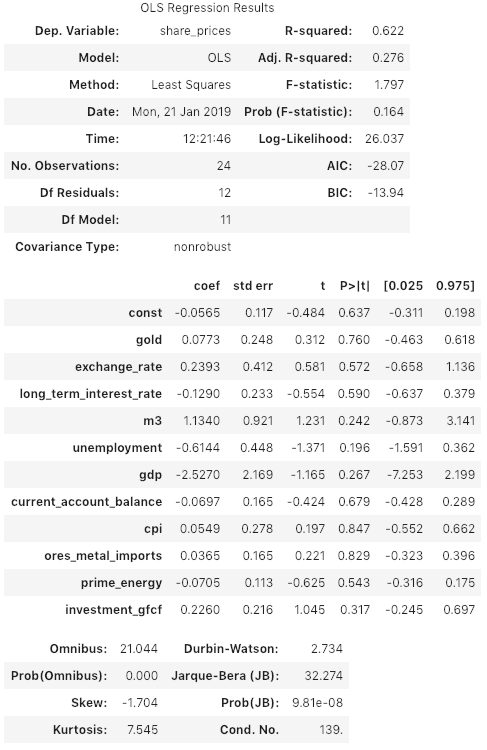 OLS Regression Results
Dep. Variable: share_prices R-squared: 0.622
Model: OLS Adj. R-squared: 0.276
Method: Least Squares F-statistic: 1.797
Date: Mon, 21 Jan 2019 Prob (F-statistic): 0.164
Time: 12:21:46 Log-Likelihood: 26.037
No. Observations: 24 AIC: -28.07
Df Residuals: 12 BIC: -13.94
Df Model: 11
Covariance Type: nonrobust
coef std err t P>|t| [0.025 0.975]
const -0.0565 0.117 -0.484 0.637 -0.311 0.198
gold 0.0773 0.248 0.312 0.760 -0.463 0.618
exchange_rate 0.2393 0.412 0.581 0.572 -0.658 1.136
long_term_interest_rate -0.1290 0.233 -0.554 0.590 -0.637 0.379
m3 1.1340 0.921 1.231 0.242 -0.873 3.141
unemployment -0.6144 0.448 -1.371 0.196 -1.591 0.362
gdp -2.5270 2.169 -1.165 0.267 -7.253 2.199
current_account_balance -0.0697 0.165 -0.424 0.679 -0.428 0.289
cpi 0.0549 0.278 0.197 0.847 -0.552 0.662
ores_metal_imports 0.0365 0.165 0.221 0.829 -0.323 0.396
prime_energy -0.0705 0.113 -0.625 0.543 -0.316 0.175
investment_gfcf 0.2260 0.216 1.045 0.317 -0.245 0.697
Omnibus: 21.044 Durbin-Watson: 2.734
Prob(Omnibus): 0.000 Jarque-Bera (JB): 32.274
Skew: -1.704 Prob(JB): 9.81e-08
Kurtosis: 7.545 Cond. No. 139.